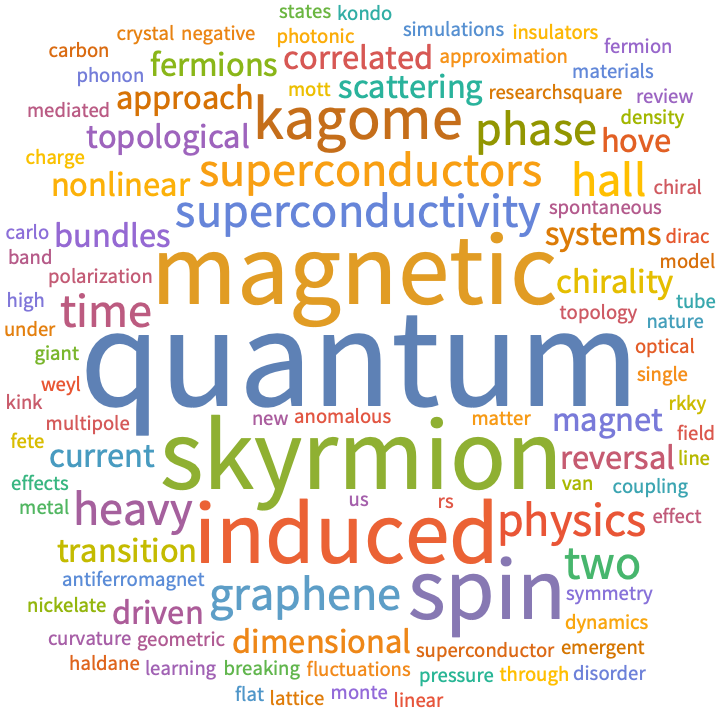 states kondo
crystal negative photonic simulations insulators
carbon fermions correlated approximation fermion
phonon mott scattering materials
mediated approach kagome researchsquare review
topological phase hove density
charge superconductors hall chiral
nonlinear superconductivity spontaneous
carlo bundles systems dirac
band magnetic model
polarization chirality
high time topology tube
under quantum nature
giant optical
weyl single
kink new anomalous matter rkky
multipole skyrmion magnet field
fete current reversal line
effects van coupling
metal heavy us rs physics effect
induced
transition two
antiferromagnet graphene spin symmetry
nickelate driven dynamics
curvature geometric dimensional superconductor emergent
haldane learning breaking fluctuations pressure through disorder
flat lattice monte linear